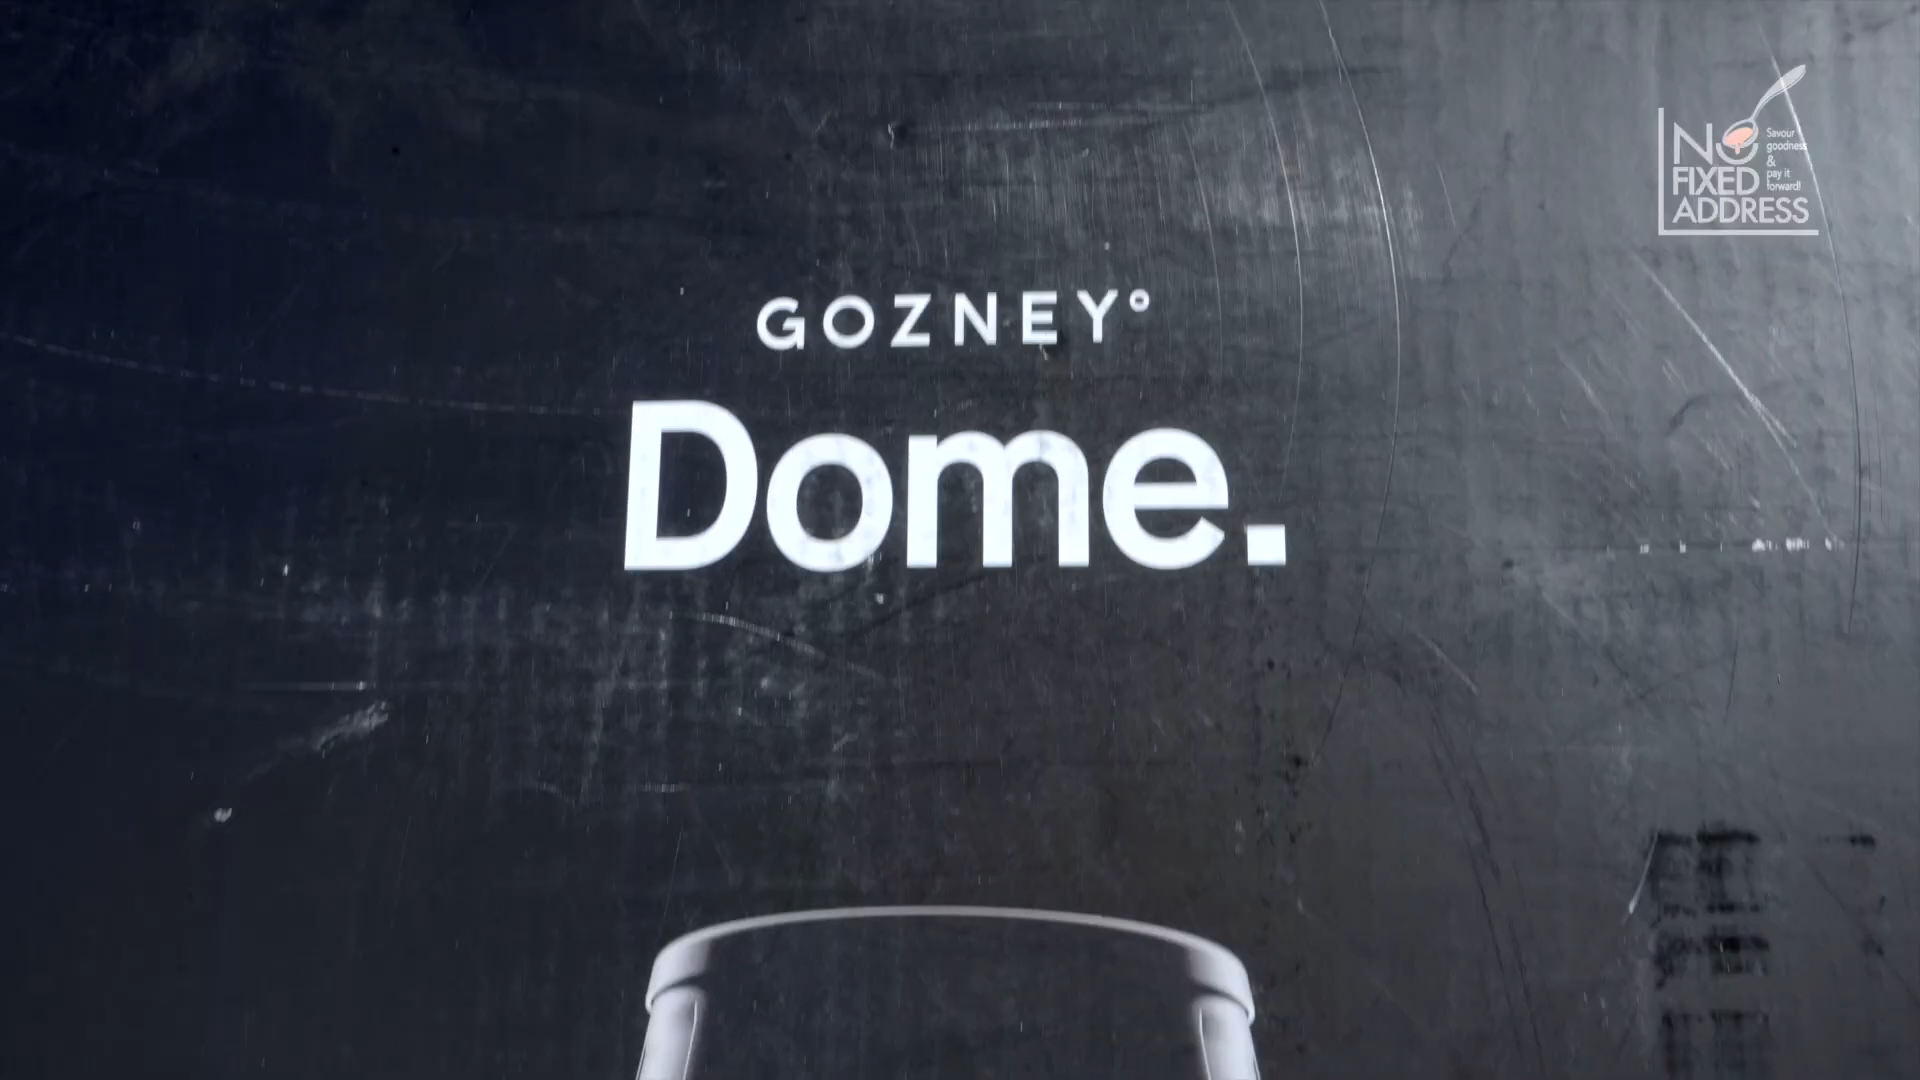 GOZNEY°
Dome.
NO
FIXED
ADDRESS
Savour
goodness
&
pay it
forward!